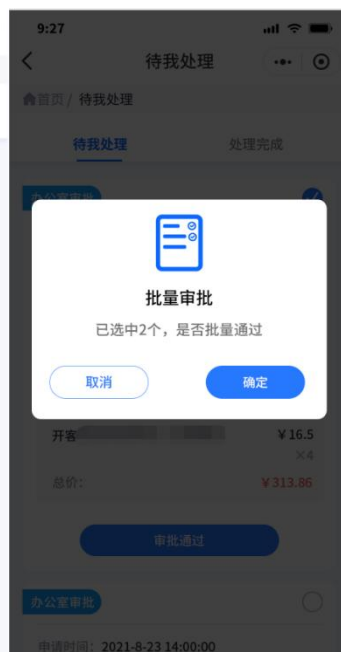 9:27
待我处理
首页/ 待我处理
待我处理
处理完成
办公室审批
批量审批
已选中2个，是否批量通过
取消
确定
开客
￥16.5
×4
总价：
￥313.86
审批通过
办公室审批
申请时间：2021-8-23 14:00:00